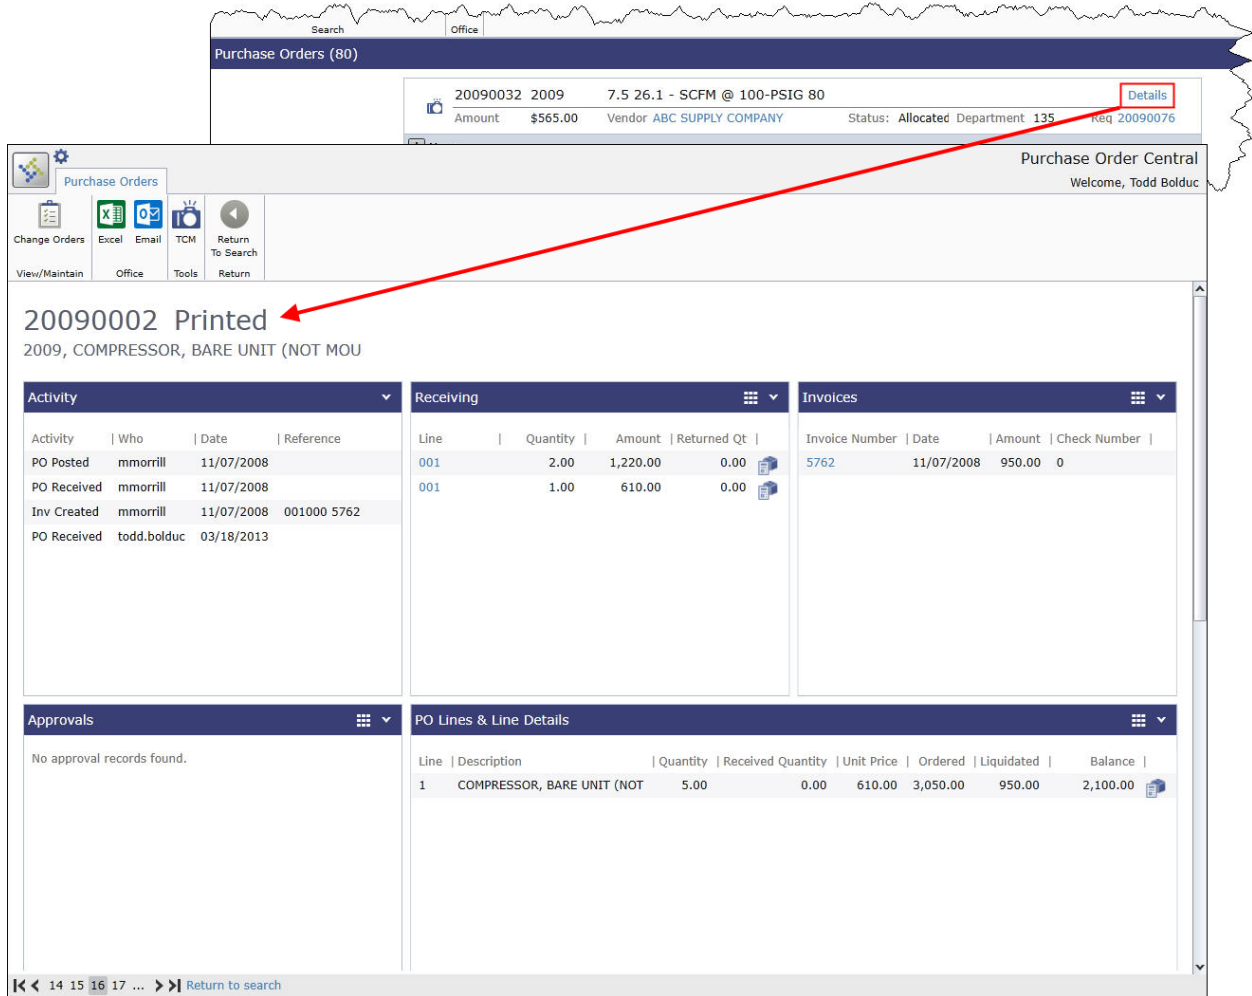 Search Office
Purchase Orders (80)
20090032 2009 7.5 26.1 - SCFM @ 100-PSIG 80 Details
Amount $565.00 Vendor ABC SUPPLY COMPANY Status: Allocated Department 135 Req 20090076
Purchase Order Central
Purchase Orders
Welcome, Todd Bolduc
Change Orders Excel Email TCM Return
To Search
View/Maintain Office Tools Return
20090002 Printed
2009, COMPRESSOR, BARE UNIT (NOT MOU
Activity
Activity | Who | Date | Reference
PO Posted mmorrill 11/07/2008
PO Received mmorrill 11/07/2008
Inv Created mmorrill 11/07/2008 001000 5762
PO Received todd.bolduc 03/18/2013
Receiving
Line | Quantity | Amount | Returned Qt |
001 2.00 1,220.00 0.00
001 1.00 610.00 0.00
Invoices
Invoice Number | Date | Amount | Check Number |
5762 11/07/2008 950.00 0
Approvals
No approval records found.
PO Lines & Line Details
Line | Description | Quantity | Received Quantity | Unit Price | Ordered | Liquidated | Balance |
1 COMPRESSOR, BARE UNIT (NOT 5.00 0.00 610.00 3,050.00 950.00 2,100.00
14 15 16 17 ... Return to search